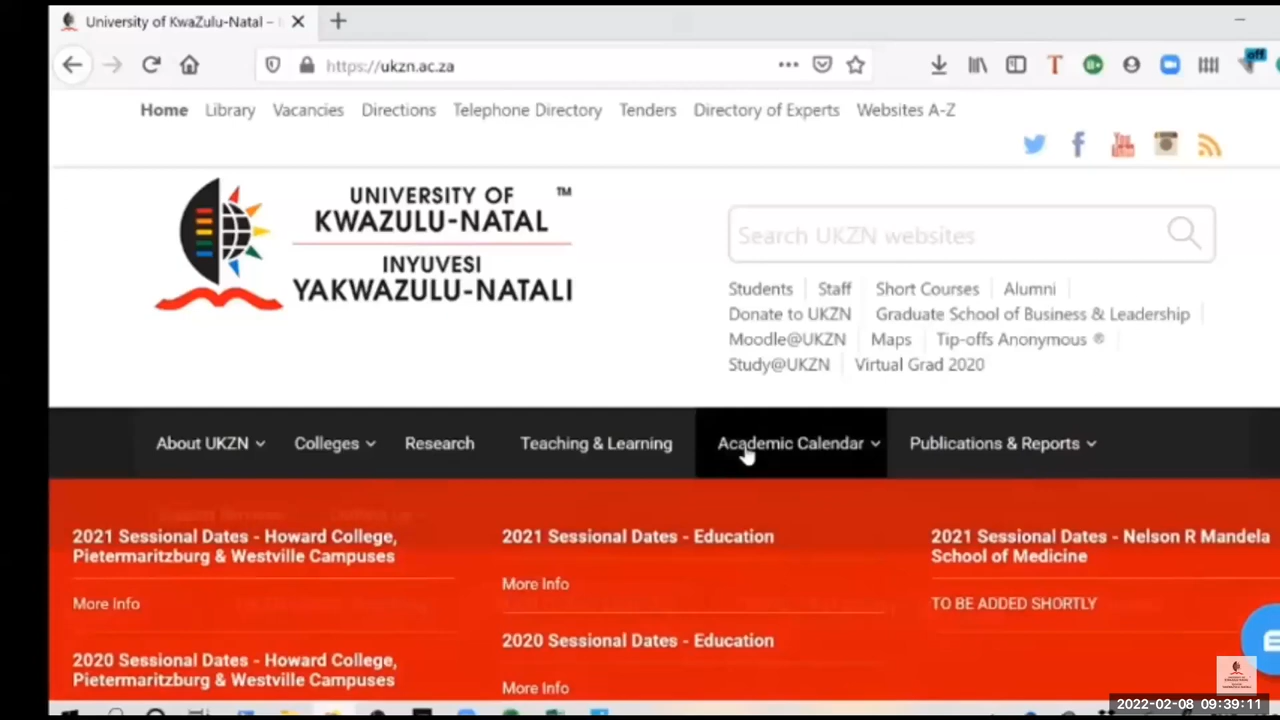 University of KwaZulu-Natal –
https://ukzn.ac.za
off
Home Library Vacancies Directions Telephone Directory Tenders Directory of Experts Websites A-Z
You Tube
UNIVERSITY OF ™
KWAZULU-NATAL
INYUVESI
YAKWAZULU-NATALI
Search UKZN websites
Students Staff Short Courses Alumni
Donate to UKZN Graduate School of Business & Leadership
Moodle@UKZN Maps Tip-offs Anonymous ®
Study@UKZN Virtual Grad 2020
About UKZN Colleges Research Teaching & Learning Academic Calendar Publications & Reports
2021 Sessional Dates - Howard College,
Pietermaritzburg & Westville Campuses
More Info
2020 Sessional Dates - Howard College,
Pietermaritzburg & Westville Campuses
2021 Sessional Dates - Education
More Info
2020 Sessional Dates - Education
More Info
2021 Sessional Dates - Nelson R Mandela
School of Medicine
TO BE ADDED SHORTLY
2022-02-08 09:39:11